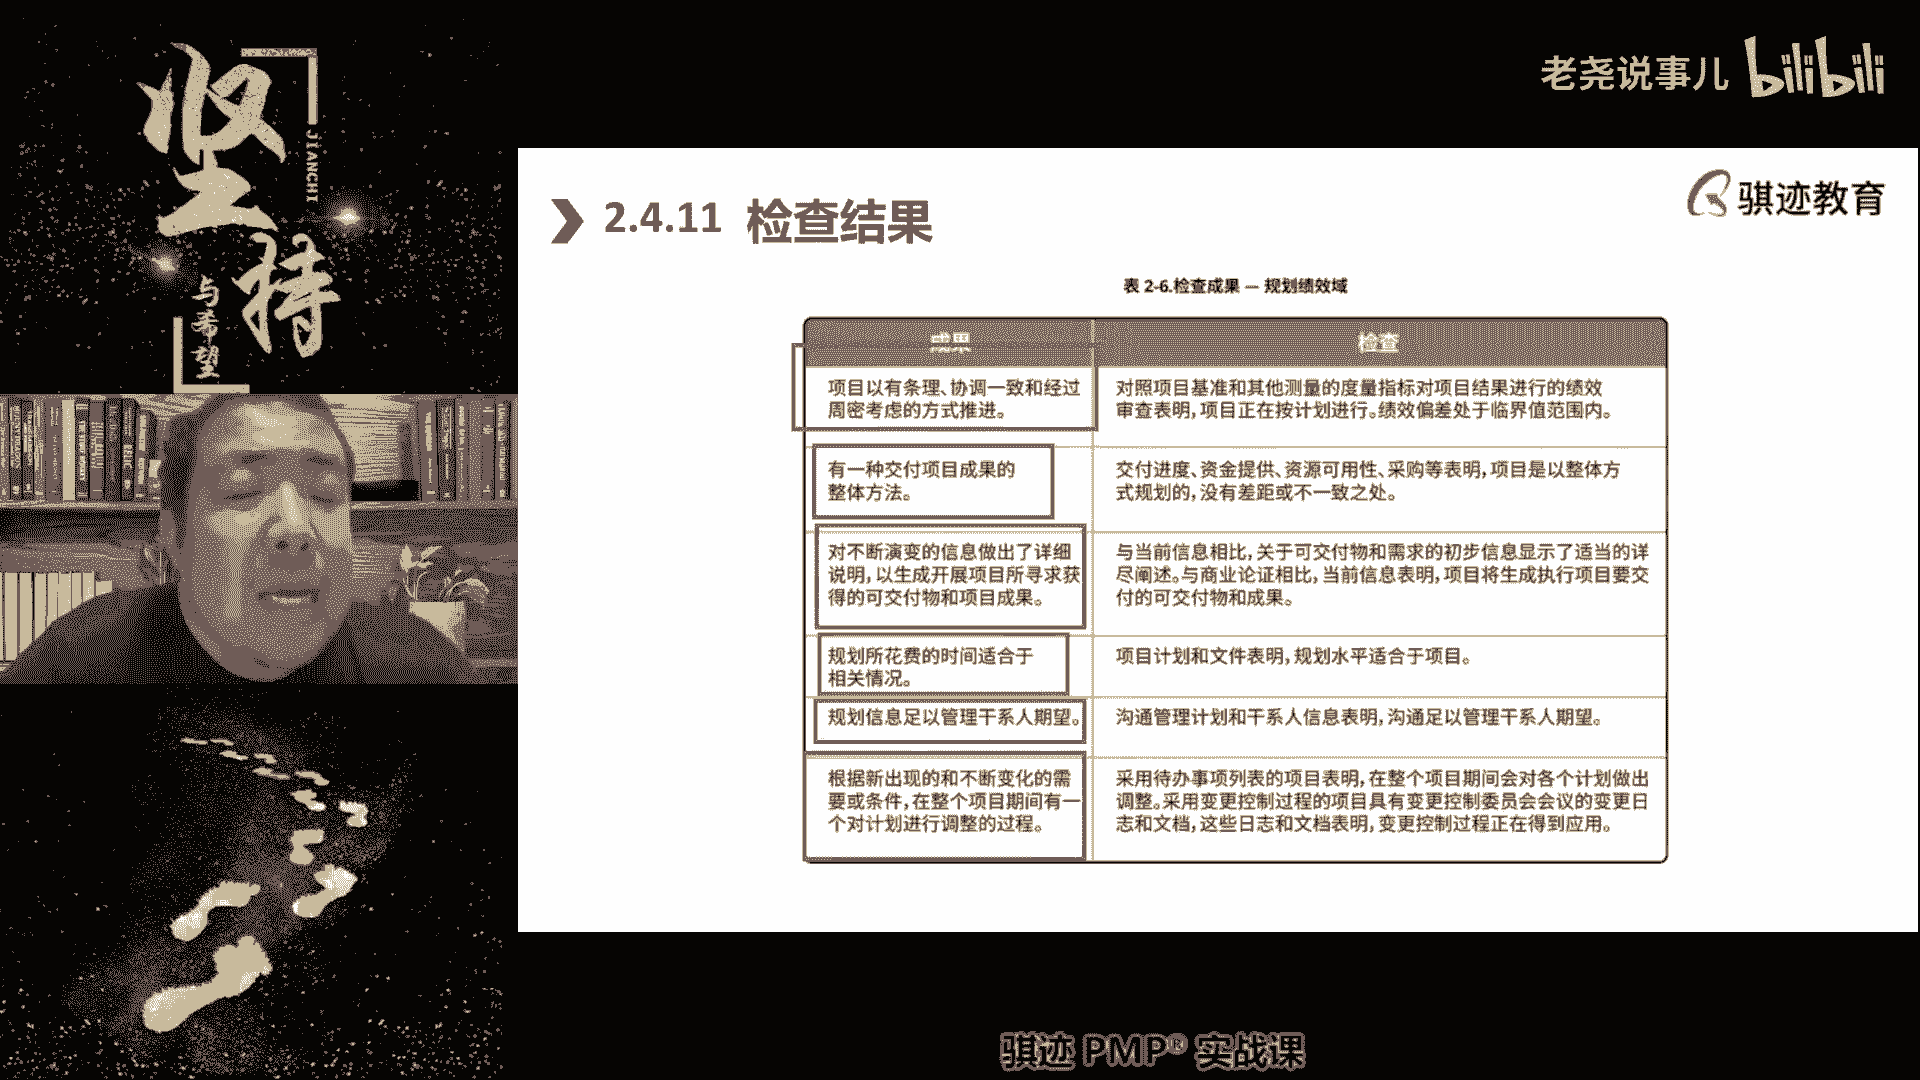 坚持
JIANCHI
与希望
老尧说事儿 bilibili
骐迹教育
2.4.11 检查结果
表 2-6.检查成果 — 规划绩效域
成果
检查
项目以有条理、协调一致和经过
周密考虑的方式推进。
对照项目基准和其他测量的度量指标对项目结果进行的绩效
审查表明,项目正在按计划进行。绩效偏差处于临界值范围内。
有一种交付项目成果的
整体方法。
交付进度、资金提供、资源可用性、采购等表明,项目是以整体方
式规划的,没有差距或不一致之处。
对不断演变的信息做出了详细
说明,以生成开展项目所寻求获
得的可交付物和项目成果。
与当前信息相比,关于可交付物和需求的初步信息显示了适当的详
尽阐述。与商业论证相比,当前信息表明,项目将生成执行项目要交
付的可交付物和成果。
规划所花费的时间适合于
相关情况。
项目计划和文件表明,规划水平适合于项目。
规划信息足以管理干系人期望。
沟通管理计划和干系人信息表明,沟通足以管理干系人期望。
根据新出现的和不断变化的需
要或条件,在整个项目期间有一
个对计划进行调整的过程。
采用待办事项列表的项目表明,在整个项目期间会对各个计划做出
调整。采用变更控制过程的项目具有变更控制委员会会议的变更日
志和文档,这些日志和文档表明,变更控制过程正在得到应用。
骐迹 PMP® 实战课